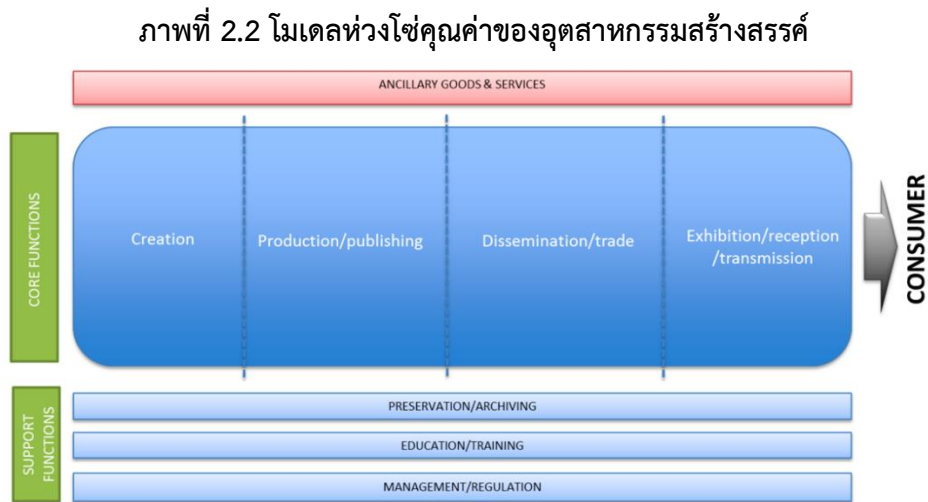 ภาพที่ 2.2 โมเดลห่วงโซ่คุณค่าของอุตสาหกรรมสร้างสรรค์
ANCILLARY GOODS & SERVICES
CORE FUNCTIONS
Creation
Production/publishing
Dissemination/trade
Exhibition/reception
/transmission
CONSUMER
SUPPORT
FUNCTIONS
PRESERVATION/ARCHIVING
EDUCATION/TRAINING
MANAGEMENT/REGULATION